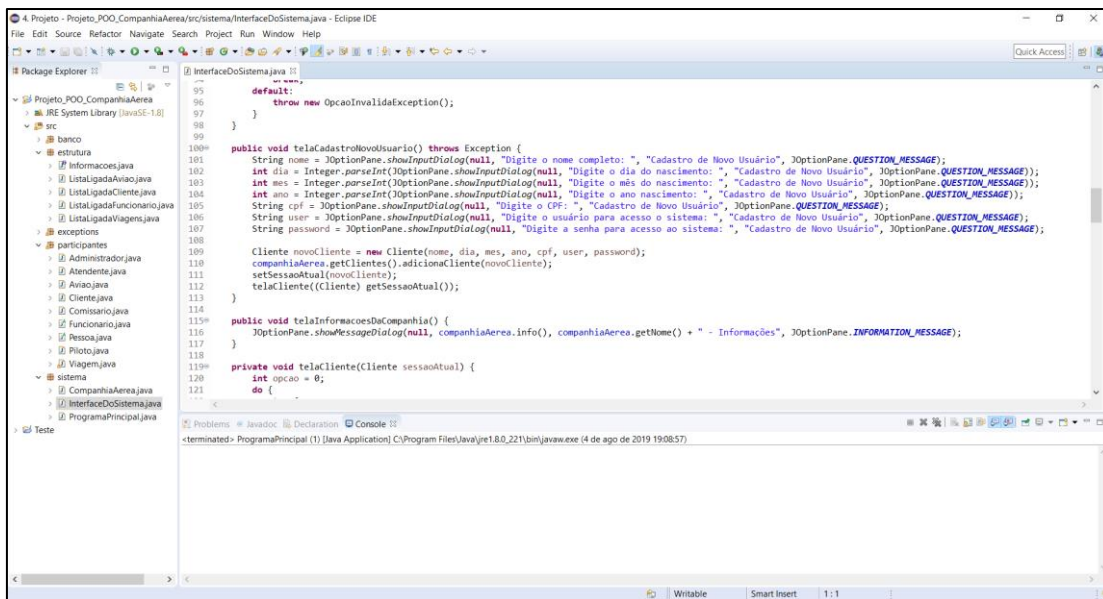 4. Projeto - Projeto_POO_CompanhiaAerea/src/sistema/InterfaceDoSistema.java - Eclipse IDE
File Edit Source Refactor Navigate Search Project Run Window Help
Quick Access
Package Explorer
InterfaceDoSistema.java
Projeto_POO_CompanhiaAerea
JRE System Library [JavaSE-1.8]
src
banco
estrutura
Informacoes.java
ListaLigadaAviao.java
ListaLigadaCliente.java
ListaLigadaFuncionario.java
ListaLigadaViagens.java
exceptions
participantes
Administrador.java
Atendente.java
Aviao.java
Cliente.java
Comissario.java
Funcionario.java
Pessoa.java
Piloto.java
Viagem.java
sistema
CompanhiaAerea.java
InterfaceDoSistema.java
ProgramaPrincipal.java
Teste
95 default:
96 throw new OpcaoInvalidaException();
97 }
98 }
99
100 public void telaCadastroNovoUsuario() throws Exception {
101 String nome = JOptionPane.showInputDialog(null, "Digite o nome completo: ", "Cadastro de Novo Usuário", JOptionPane.QUESTION_MESSAGE);
102 int dia = Integer.parseInt(JOptionPane.showInputDialog(null, "Digite o dia do nascimento: ", "Cadastro de Novo Usuário", JOptionPane.QUESTION_MESSAGE));
103 int mes = Integer.parseInt(JOptionPane.showInputDialog(null, "Digite o mês do nascimento: ", "Cadastro de Novo Usuário", JOptionPane.QUESTION_MESSAGE));
104 int ano = Integer.parseInt(JOptionPane.showInputDialog(null, "Digite o ano nascimento: ", "Cadastro de Novo Usuário", JOptionPane.QUESTION_MESSAGE));
105 String cpf = JOptionPane.showInputDialog(null, "Digite o CPF: ", "Cadastro de Novo Usuário", JOptionPane.QUESTION_MESSAGE);
106 String user = JOptionPane.showInputDialog(null, "Digite o usuário para acesso o sistema: ", "Cadastro de Novo Usuário", JOptionPane.QUESTION_MESSAGE);
107 String password = JOptionPane.showInputDialog(null, "Digite a senha para acesso ao sistema: ", "Cadastro de Novo Usuário", JOptionPane.QUESTION_MESSAGE);
108
109 Cliente novoCliente = new Cliente(nome, dia, mes, ano, cpf, user, password);
110 companhiaAerea.getClientes().adicionaCliente(novoCliente);
111 setSessaoAtual(novoCliente);
112 telaCliente((Cliente) getSessaoAtual());
113 }
114
115 public void telaInformacoesDaCompanhia() {
116 JOptionPane.showMessageDialog(null, companhiaAerea.info(), companhiaAerea.getNome() + " - Informações", JOptionPane.INFORMATION_MESSAGE);
117 }
118
119 private void telaCliente(Cliente sessaoAtual) {
120 int opcao = 0;
121 do {
Problems Javadoc Declaration Console
<terminated> ProgramaPrincipal (1) [Java Application] C:\Program Files\Java\jre1.8.0_221\bin\javaw.exe (4 de ago de 2019 19:08:57)
Writable Smart Insert 1 : 1